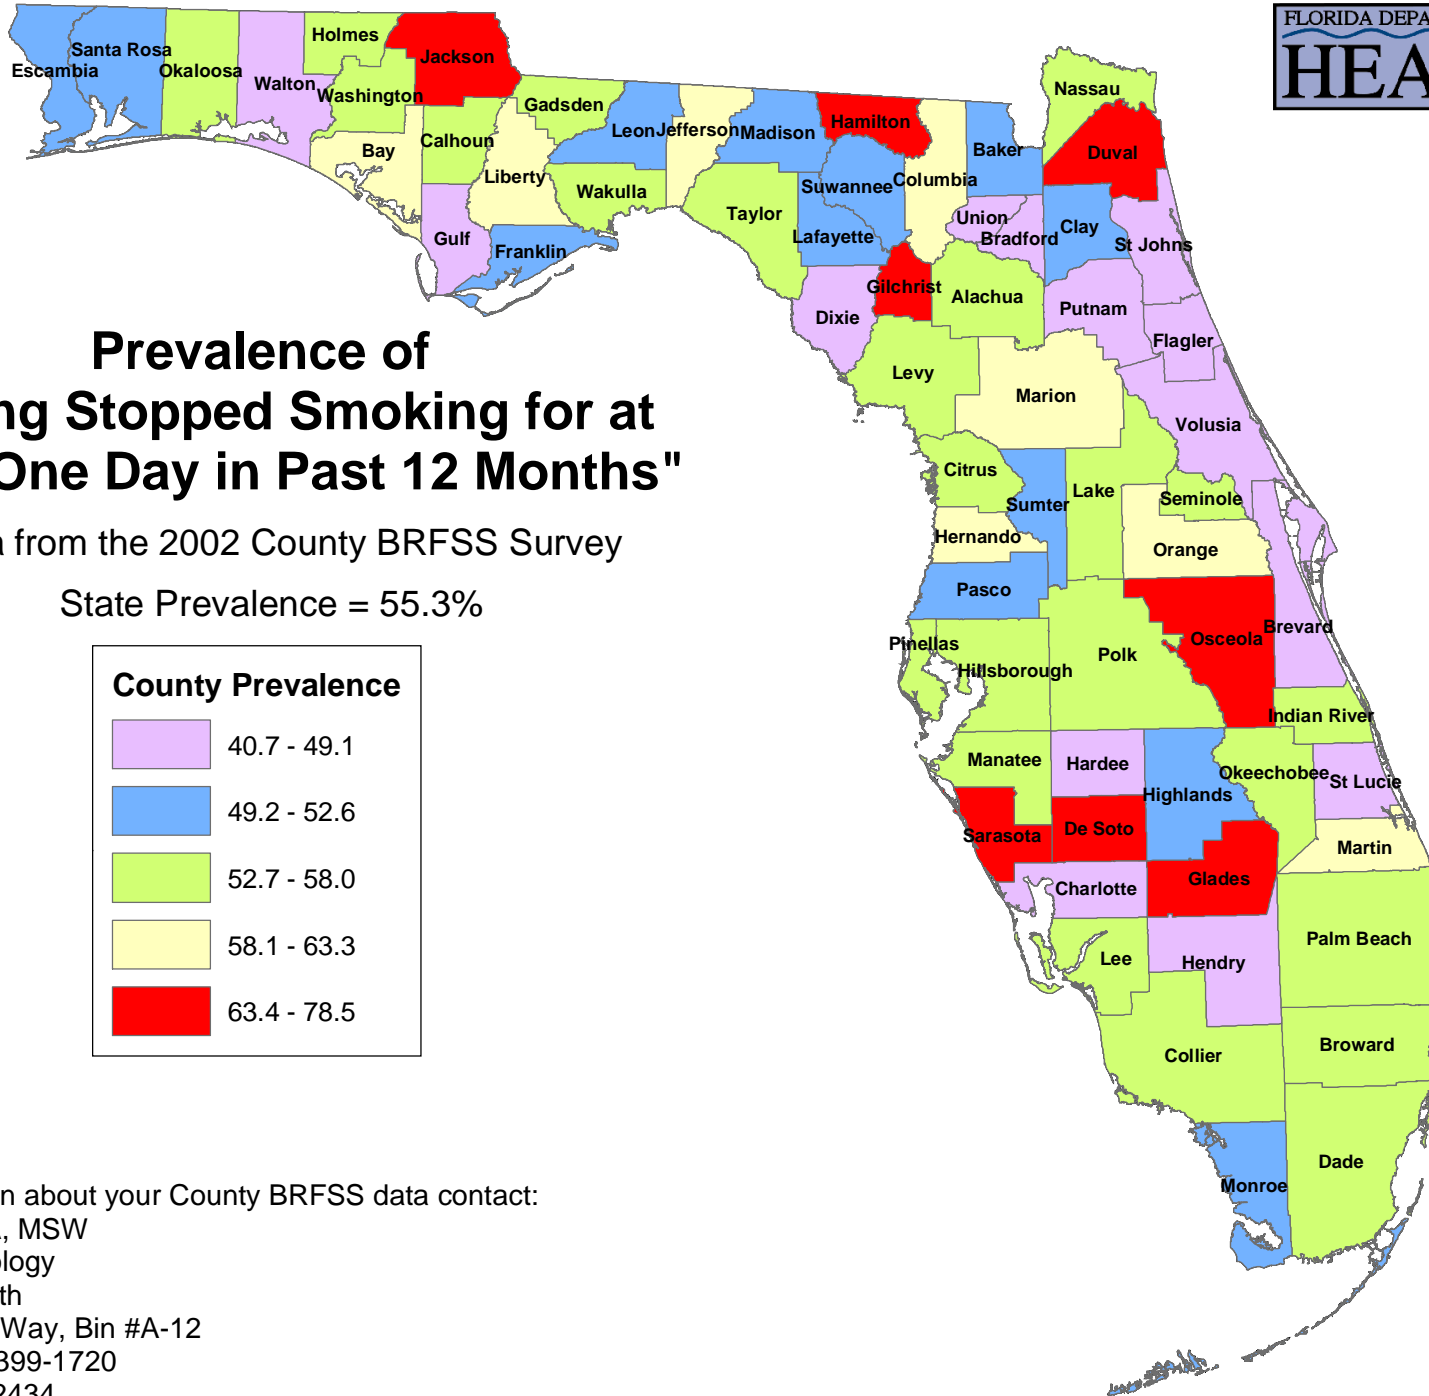 FLORIDA DEPA
HEA
Escambia
Santa Rosa
Okaloosa
Walton
Holmes
Washington
Jackson
Bay
Calhoun
Gulf
Liberty
Gadsden
Franklin
Leon
Wakulla
Jefferson
Madison
Taylor
Hamilton
Suwannee
Lafayette
Columbia
Baker
Nassau
Duval
Union
Bradford
Clay
St Johns
Gilchrist
Dixie
Alachua
Putnam
Flagler
Levy
Marion
Volusia
Citrus
Sumter
Lake
Seminole
Hernando
Orange
Pasco
Pinellas
Hillsborough
Polk
Osceola
Brevard
Indian River
Manatee
Hardee
Highlands
Okeechobee
St Lucie
Sarasota
De Soto
Martin
Charlotte
Glades
Lee
Hendry
Palm Beach
Collier
Broward
Dade
Monroe
Prevalence of
ng Stopped Smoking for at
One Day in Past 12 Months"
from the 2002 County BRFSS Survey
State Prevalence = 55.3%
County Prevalence
40.7 - 49.1
49.2 - 52.6
52.7 - 58.0
58.1 - 63.3
63.4 - 78.5
n about your County BRFSS data contact:
, MSW
ology
th
Way, Bin #A-12
399-1720
2434